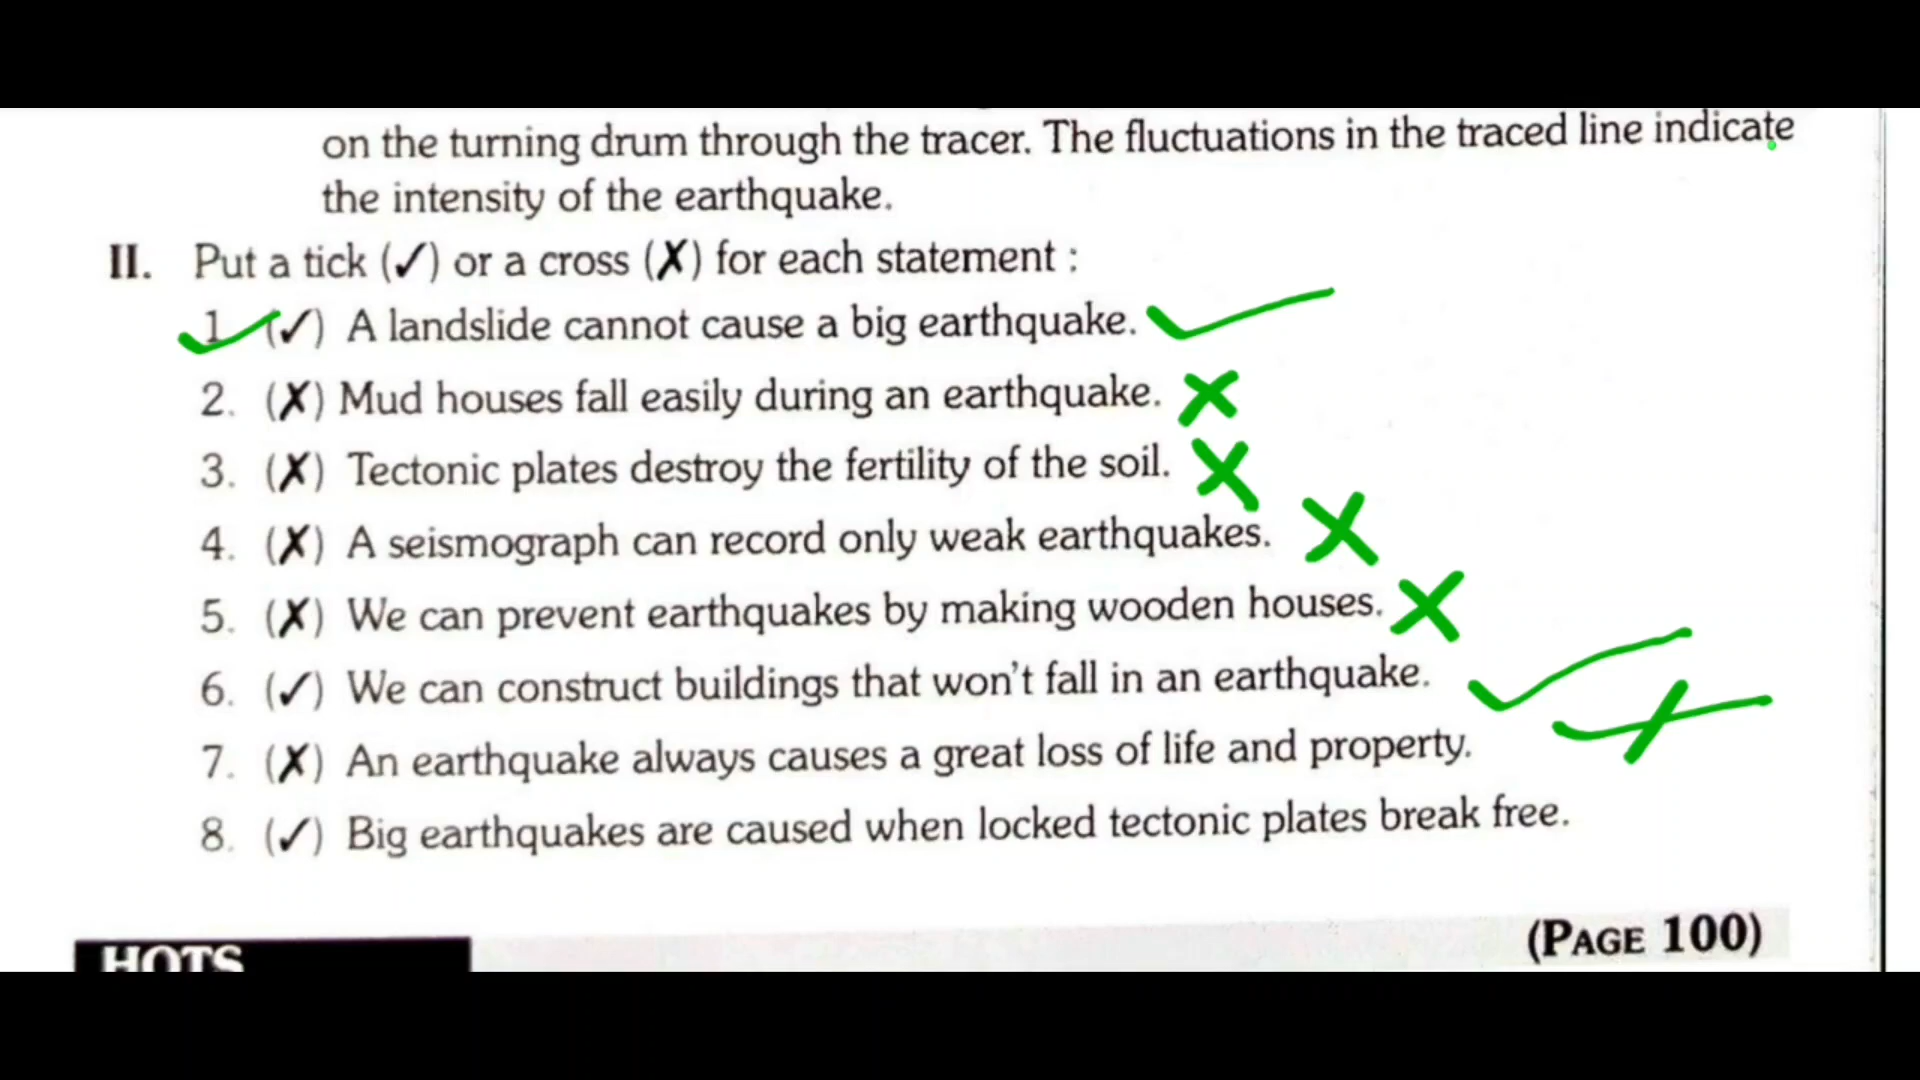 on the turning drum through the tracer. The fluctuations in the traced line indicate
the intensity of the earthquake.
II. Put a tick (✓) or a cross (✗) for each statement :
1. (✓) A landslide cannot cause a big earthquake. ✓
2. (✗) Mud houses fall easily during an earthquake. ✗
3. (✗) Tectonic plates destroy the fertility of the soil. ✗
4. (✗) A seismograph can record only weak earthquakes. ✗
5. (✗) We can prevent earthquakes by making wooden houses. ✗
6. (✓) We can construct buildings that won't fall in an earthquake. ✓
7. (✗) An earthquake always causes a great loss of life and property. ✗
8. (✓) Big earthquakes are caused when locked tectonic plates break free.
HOTS
(PAGE 100)